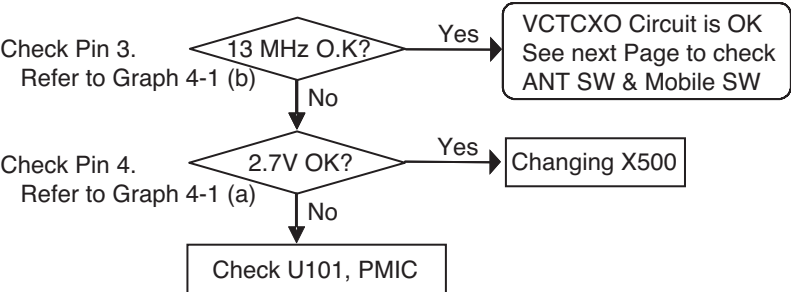 Check Pin 3.
Refer to Graph 4-1 (b)
13 MHz O.K?
Yes
VCTCXO Circuit is OK
See next Page to check
ANT SW & Mobile SW
No
Check Pin 4.
Refer to Graph 4-1 (a)
2.7V OK?
Yes
Changing X500
No
Check U101, PMIC